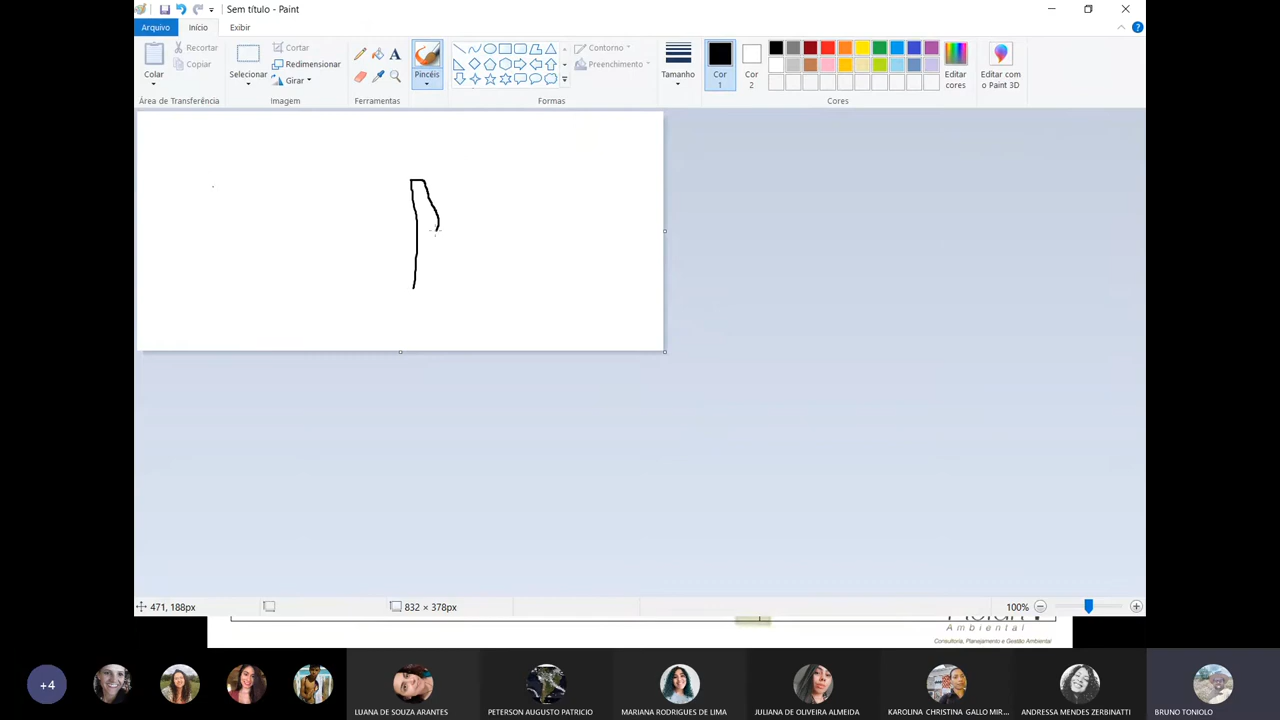 Sem título - Paint
Arquivo Início Exibir
Colar
Recortar
Copiar
Área de Transferência
Selecionar
Cortar
Redimensionar
Girar
Imagem
A
Ferramentas
Pincéis
Contorno
Preenchimento
Formas
Tamanho
Cor
1
Cor
2
Editar
cores
Cores
Editar com
o Paint 3D
471, 188px
832 × 378px
100%
Ambiental
Consultoria, Planejamento e Gestão Ambiental
+4
LUANA DE SOUZA ARANTES
PETERSON AUGUSTO PATRICIO
MARIANA RODRIGUES DE LIMA
JULIANA DE OLIVEIRA ALMEIDA
KAROLINA CHRISTINA GALLO MIR...
ANDRESSA MENDES ZERBINATTI
BRUNO TONIOLO